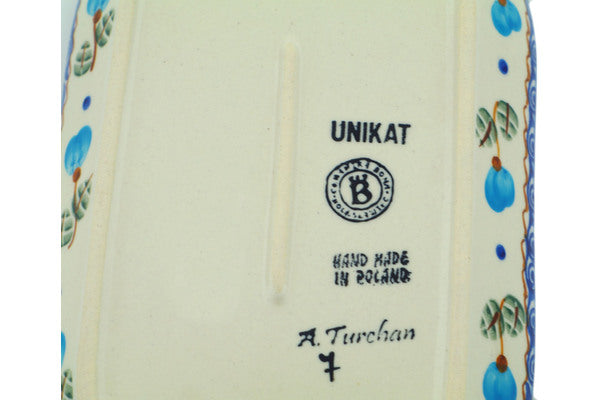 UNIKAT
B
HAND MADE
IN POLAND
A. Turchan
7